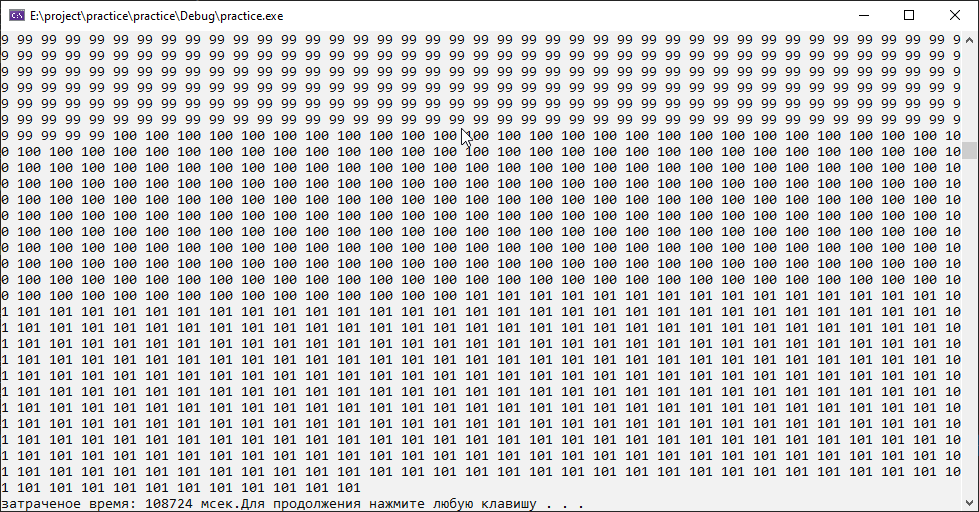 E:\project\practice\practice\Debug\practice.exe
9 99 99 99 99 99 99 99 99 99 99 99 99 99 99 99 99 99 99 99 99 99 99 99 99 99 99 99 99 99 99 99 99 99 99 99 99 99 99 99 9
9 99 99 99 99 99 99 99 99 99 99 99 99 99 99 99 99 99 99 99 99 99 99 99 99 99 99 99 99 99 99 99 99 99 99 99 99 99 99 99 9
9 99 99 99 99 99 99 99 99 99 99 99 99 99 99 99 99 99 99 99 99 99 99 99 99 99 99 99 99 99 99 99 99 99 99 99 99 99 99 99 9
9 99 99 99 99 99 99 99 99 99 99 99 99 99 99 99 99 99 99 99 99 99 99 99 99 99 99 99 99 99 99 99 99 99 99 99 99 99 99 99 9
9 99 99 99 99 99 99 99 99 99 99 99 99 99 99 99 99 99 99 99 99 99 99 99 99 99 99 99 99 99 99 99 99 99 99 99 99 99 99 99 9
9 99 99 99 99 99 99 99 99 99 99 99 99 99 99 99 99 99 99 99 99 99 99 99 99 99 99 99 99 99 99 99 99 99 99 99 99 99 99 99 9
9 99 99 99 99 100 100 100 100 100 100 100 100 100 100 100 100 100 100 100 100 100 100 100 100 100 100 100 100 100 100 10
0 100 100 100 100 100 100 100 100 100 100 100 100 100 100 100 100 100 100 100 100 100 100 100 100 100 100 100 100 100 10
0 100 100 100 100 100 100 100 100 100 100 100 100 100 100 100 100 100 100 100 100 100 100 100 100 100 100 100 100 100 10
0 100 100 100 100 100 100 100 100 100 100 100 100 100 100 100 100 100 100 100 100 100 100 100 100 100 100 100 100 100 10
0 100 100 100 100 100 100 100 100 100 100 100 100 100 100 100 100 100 100 100 100 100 100 100 100 100 100 100 100 100 10
0 100 100 100 100 100 100 100 100 100 100 100 100 100 100 100 100 100 100 100 100 100 100 100 100 100 100 100 100 100 10
0 100 100 100 100 100 100 100 100 100 100 100 100 100 100 100 100 100 100 100 100 100 100 100 100 100 100 100 100 100 10
0 100 100 100 100 100 100 100 100 100 100 100 100 100 100 100 100 100 100 100 100 100 100 100 100 100 100 100 100 100 10
0 100 100 100 100 100 100 100 100 100 100 100 100 100 100 100 100 100 100 100 100 100 100 100 100 100 100 100 100 100 10
0 100 100 100 100 100 100 100 100 100 100 100 100 100 100 100 100 100 100 100 100 100 100 100 100 100 100 100 100 100 10
0 100 100 100 100 100 100 100 100 100 100 100 100 100 100 101 101 101 101 101 101 101 101 101 101 101 101 101 101 101 10
1 101 101 101 101 101 101 101 101 101 101 101 101 101 101 101 101 101 101 101 101 101 101 101 101 101 101 101 101 101 10
1 101 101 101 101 101 101 101 101 101 101 101 101 101 101 101 101 101 101 101 101 101 101 101 101 101 101 101 101 101 10
1 101 101 101 101 101 101 101 101 101 101 101 101 101 101 101 101 101 101 101 101 101 101 101 101 101 101 101 101 101 10
1 101 101 101 101 101 101 101 101 101 101 101 101 101 101 101 101 101 101 101 101 101 101 101 101 101 101 101 101 101 10
1 101 101 101 101 101 101 101 101 101 101 101 101 101 101 101 101 101 101 101 101 101 101 101 101 101 101 101 101 101 10
1 101 101 101 101 101 101 101 101 101 101 101 101 101 101 101 101 101 101 101 101 101 101 101 101 101 101 101 101 101 10
1 101 101 101 101 101 101 101 101 101 101 101 101 101 101 101 101 101 101 101 101 101 101 101 101 101 101 101 101 101 10
1 101 101 101 101 101 101 101 101 101 101 101 101 101 101 101 101 101 101 101 101 101 101 101 101 101 101 101 101 101 10
1 101 101 101 101 101 101 101 101 101 101 101 101 101 101 101 101 101 101 101 101 101 101 101 101 101 101 101 101 101 10
1 101 101 101 101 101 101 101 101 101 101 101 101 101 101 101 101 101 101 101 101 101 101 101 101 101 101 101 101 101 10
1 101 101 101 101 101 101 101 101 101 101 101 101 101 101 101 101 101 101 101 101 101 101 101 101 101 101 101 101 101 10
1 101 101 101 101 101 101 101 101 101 101 101
затраченое время: 108724 мсек.Для продолжения нажмите любую клавишу . . .